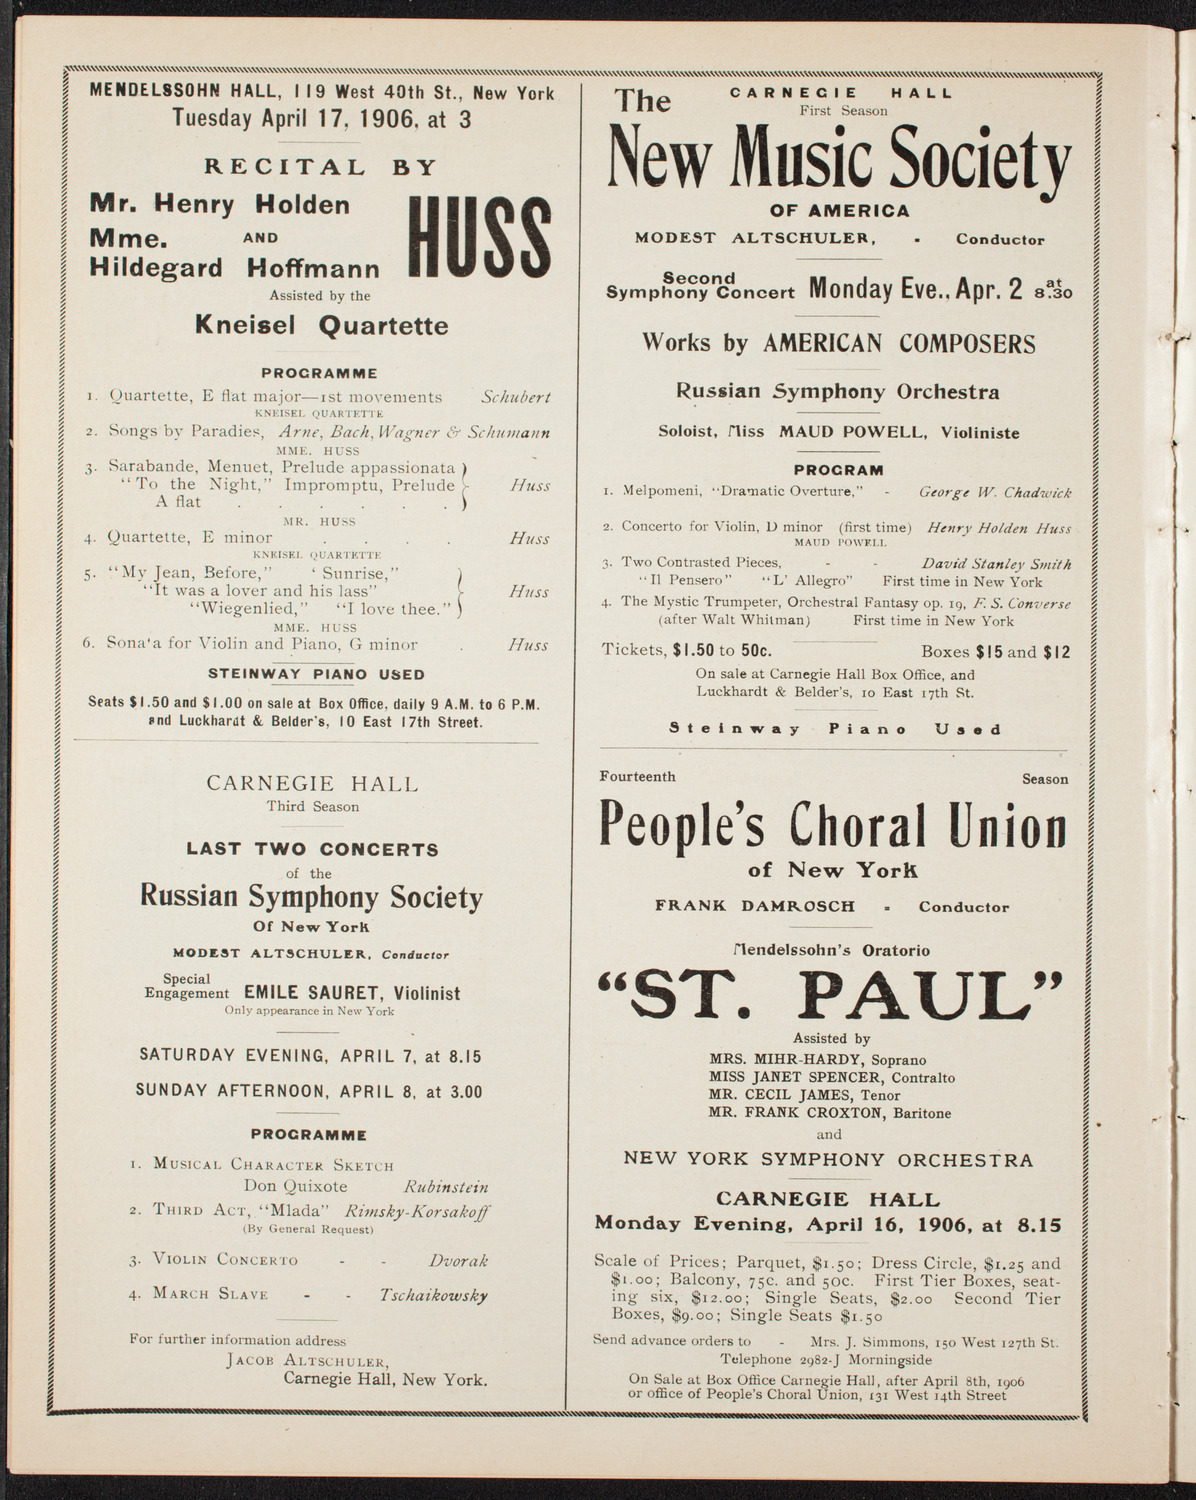 MENDELSSOHN HALL, 119 West 40th St., New York
Tuesday April 17, 1906, at 3
RECITAL BY
Mr. Henry Holden
Mme. AND
Hildegard Hoffmann
HUSS
Assisted by the
Kneisel Quartette
PROGRAMME
1. Quartette, E flat major—1st movements Schubert
KNEISEL QUARTETTE
2. Songs by Paradies, Arne, Bach, Wagner & Schumann
MME. HUSS
3. Sarabande, Menuet, Prelude appassionata
"To the Night," Impromptu, Prelude Huss
A flat . . . . . .
MR. HUSS
4. Quartette, E minor . . . . Huss
KNEISEL QUARTETTE
5. "My Jean, Before," ‘ Sunrise,"
"It was a lover and his lass" Huss
"Wiegenlied," "I love thee."
MME. HUSS
6. Sona'a for Violin and Piano, G minor . Huss
STEINWAY PIANO USED
Seats $1.50 and $1.00 on sale at Box Office, daily 9 A.M. to 6 P.M.
and Luckhardt & Belder's, 10 East 17th Street.
CARNEGIE HALL
Third Season
LAST TWO CONCERTS
of the
Russian Symphony Society
Of New York
MODEST ALTSCHULER, Conductor
Special
Engagement EMILE SAURET, Violinist
Only appearance in New York
SATURDAY EVENING, APRIL 7, at 8.15
SUNDAY AFTERNOON, APRIL 8, at 3.00
PROGRAMME
1. MUSICAL CHARACTER SKETCH
Don Quixote Rubinstein
2. THIRD ACT, "Mlada" Rimsky-Korsakoff
(By General Request)
3. VIOLIN CONCERTO - - Dvorak
4. MARCH SLAVE - - Tschaikowsky
For further information address
JACOB ALTSCHULER,
Carnegie Hall, New York.
CARNEGIE HALL
First Season
The
New Music Society
OF AMERICA
MODEST ALTSCHULER, - Conductor
Second
Symphony Concert Monday Eve., Apr. 2 at 8.30
Works by AMERICAN COMPOSERS
Russian Symphony Orchestra
Soloist, Miss MAUD POWELL, Violiniste
PROGRAM
1. Melpomeni, "Dramatic Overture," - George W. Chadwick
2. Concerto for Violin, D minor (first time) Henry Holden Huss
MAUD POWELL
3. Two Contrasted Pieces, - - David Stanley Smith
"Il Pensero" "L' Allegro" First time in New York
4. The Mystic Trumpeter, Orchestral Fantasy op. 19, F. S. Converse
(after Walt Whitman) First time in New York
Tickets, $1.50 to 50c. Boxes $15 and $12
On sale at Carnegie Hall Box Office, and
Luckhardt & Belder's, 10 East 17th St.
Steinway Piano Used
Fourteenth Season
People's Choral Union
of New York
FRANK DAMROSCH - Conductor
Mendelssohn's Oratorio
"ST. PAUL"
Assisted by
MRS. MIHR-HARDY, Soprano
MISS JANET SPENCER, Contralto
MR. CECIL JAMES, Tenor
MR. FRANK CROXTON, Baritone
and
NEW YORK SYMPHONY ORCHESTRA
CARNEGIE HALL
Monday Evening, April 16, 1906, at 8.15
Scale of Prices; Parquet, $1.50; Dress Circle, $1.25 and
$1.00; Balcony, 75c. and 50c. First Tier Boxes, seat-
ing six, $12.00; Single Seats, $2.00 Second Tier
Boxes, $9.00; Single Seats $1.50
Send advance orders to - Mrs. J. Simmons, 150 West 127th St.
Telephone 2982-J Morningside
On Sale at Box Office Carnegie Hall, after April 8th, 1906
or office of People's Choral Union, 131 West 14th Street